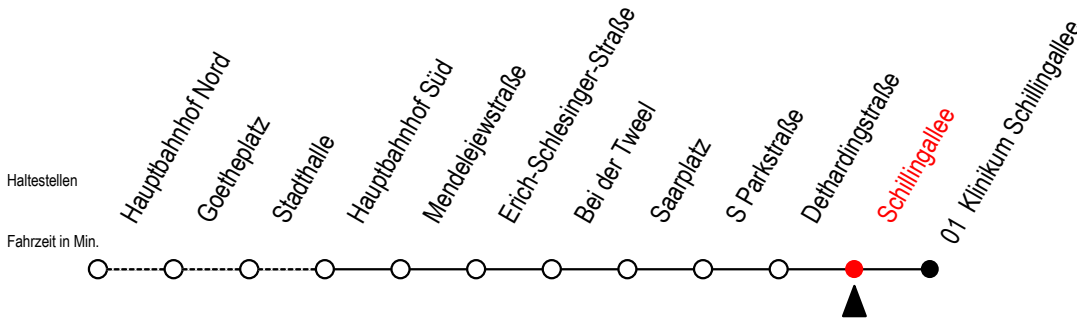 Haltestellen
Hauptbahnhof Nord
Goetheplatz
Stadthalle
Hauptbahnhof Süd
Mendelejewstraße
Erich-Schlesinger-Straße
Bei der Tweel
Saarplatz
S Parkstraße
Dethardingstraße
Schillingallee
01 Klinikum Schillingallee
Fahrzeit in Min.